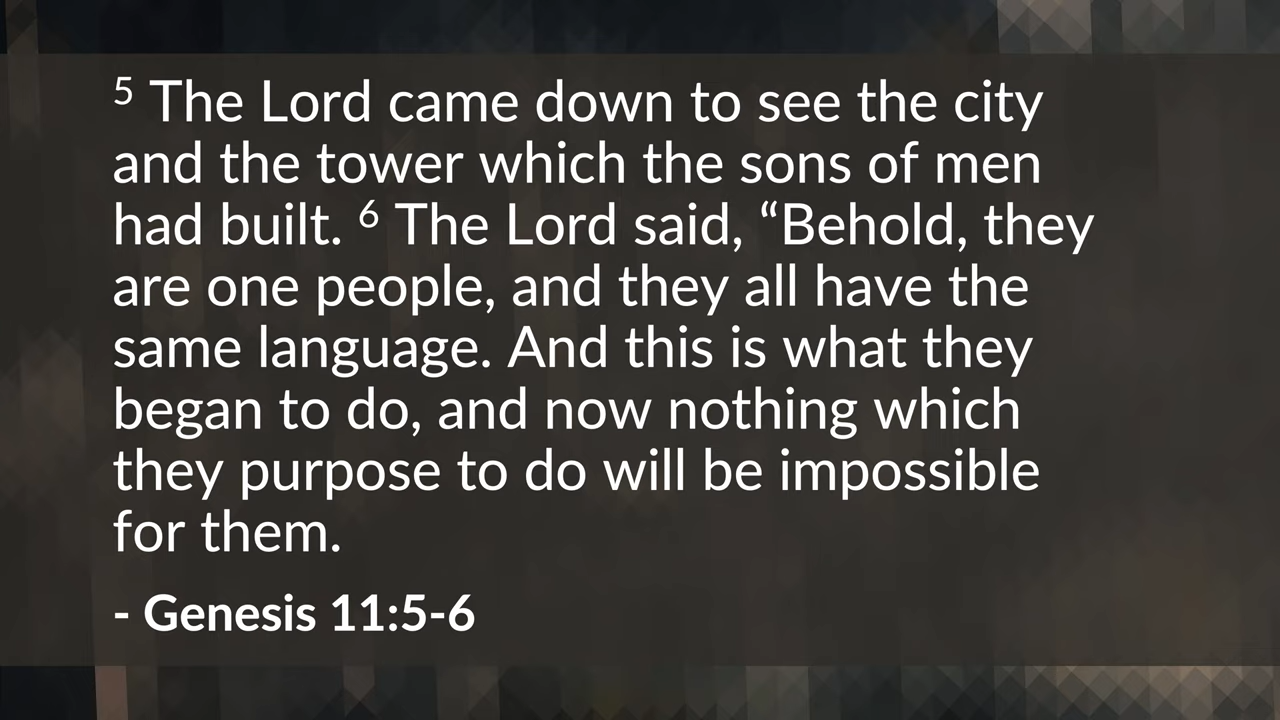 5 The Lord came down to see the city
and the tower which the sons of men
had built. 6 The Lord said, “Behold, they
are one people, and they all have the
same language. And this is what they
began to do, and now nothing which
they purpose to do will be impossible
for them.
- Genesis 11:5-6